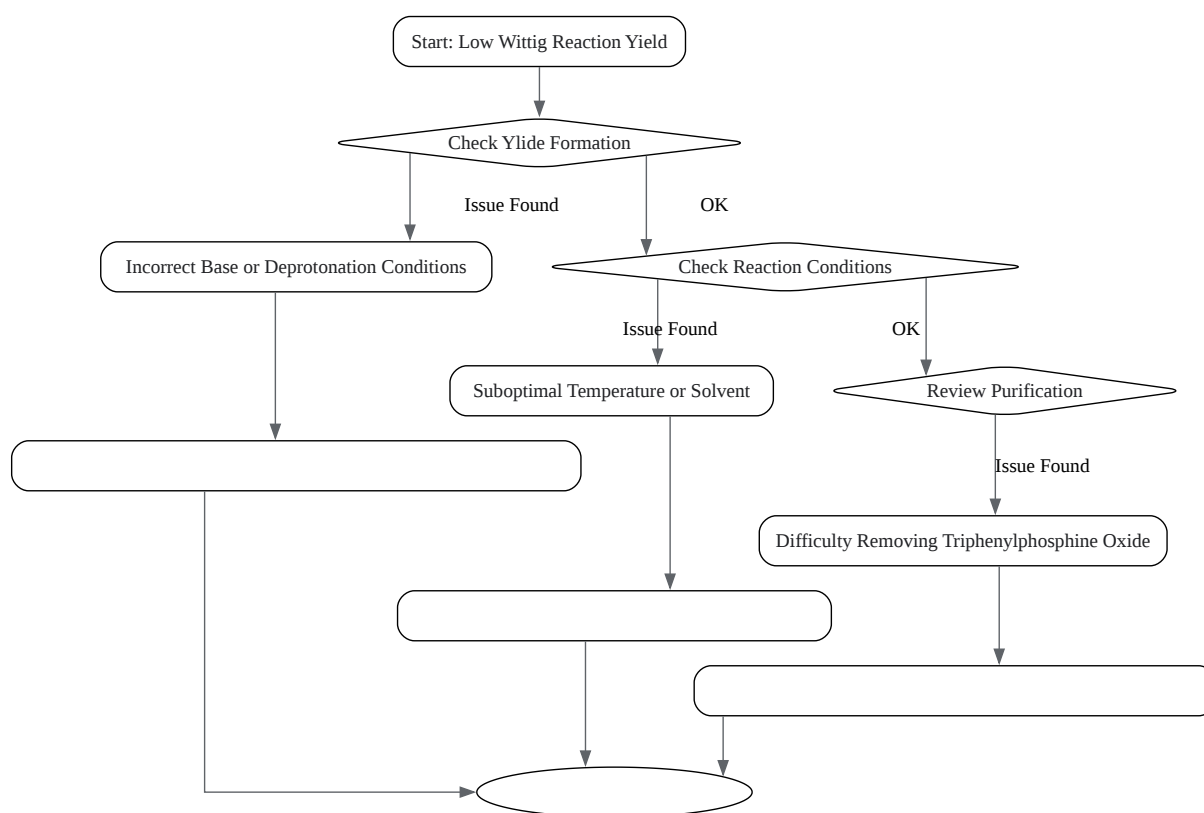 Start: Low Wittig Reaction Yield
Check Ylide Formation
Issue Found
OK
Incorrect Base or Deprotonation Conditions
Check Reaction Conditions
Issue Found
OK
Suboptimal Temperature or Solvent
Review Purification
Issue Found
Difficulty Removing Triphenylphosphine Oxide